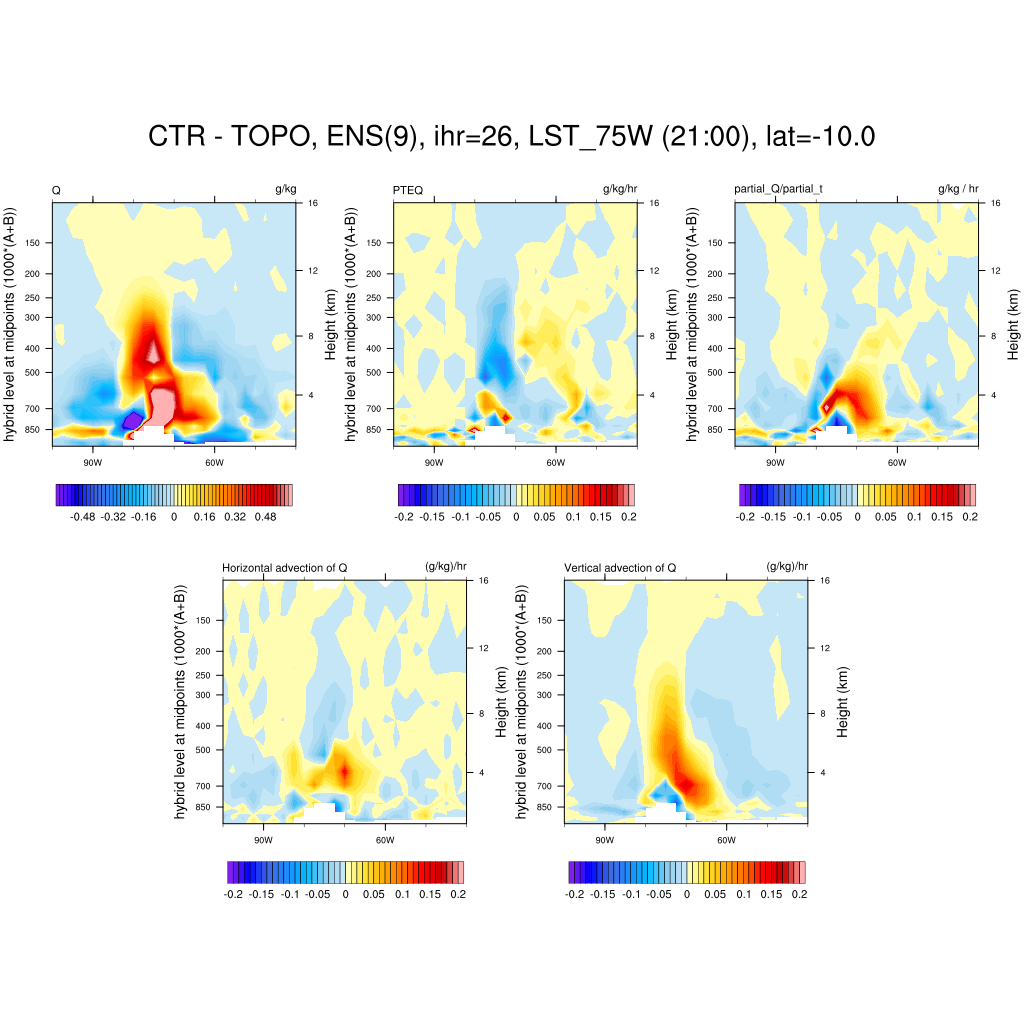 CTR - TOPO, ENS(9), ihr=26, LST_75W (21:00), lat=-10.0
Q g/kg
hybrid level at midpoints (1000*(A+B))
150
200
250
300
400
500
700
850
16
12
8
4
Height (km)
90W 60W
-0.48 -0.32 -0.16 0 0.16 0.32 0.48
PTEQ g/kg/hr
hybrid level at midpoints (1000*(A+B))
150
200
250
300
400
500
700
850
16
12
8
4
Height (km)
90W 60W
-0.2 -0.15 -0.1 -0.05 0 0.05 0.1 0.15 0.2
partial_Q/partial_t g/kg / hr
hybrid level at midpoints (1000*(A+B))
150
200
250
300
400
500
700
850
16
12
8
4
Height (km)
90W 60W
-0.2 -0.15 -0.1 -0.05 0 0.05 0.1 0.15 0.2
Horizontal advection of Q (g/kg)/hr
hybrid level at midpoints (1000*(A+B))
150
200
250
300
400
500
700
850
16
12
8
4
Height (km)
90W 60W
-0.2 -0.15 -0.1 -0.05 0 0.05 0.1 0.15 0.2
Vertical advection of Q (g/kg)/hr
hybrid level at midpoints (1000*(A+B))
150
200
250
300
400
500
700
850
16
12
8
4
Height (km)
90W 60W
-0.2 -0.15 -0.1 -0.05 0 0.05 0.1 0.15 0.2